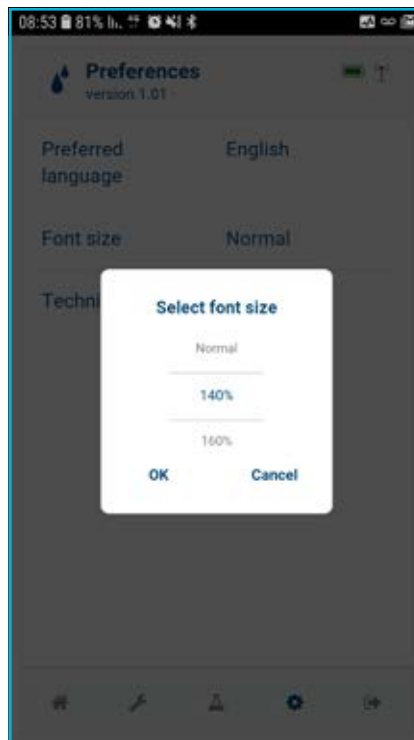 08:53 81%
Preferences
version 1.01
Preferred English
language
Font size Normal
Techni
Select font size
Normal
140%
160%
OK Cancel